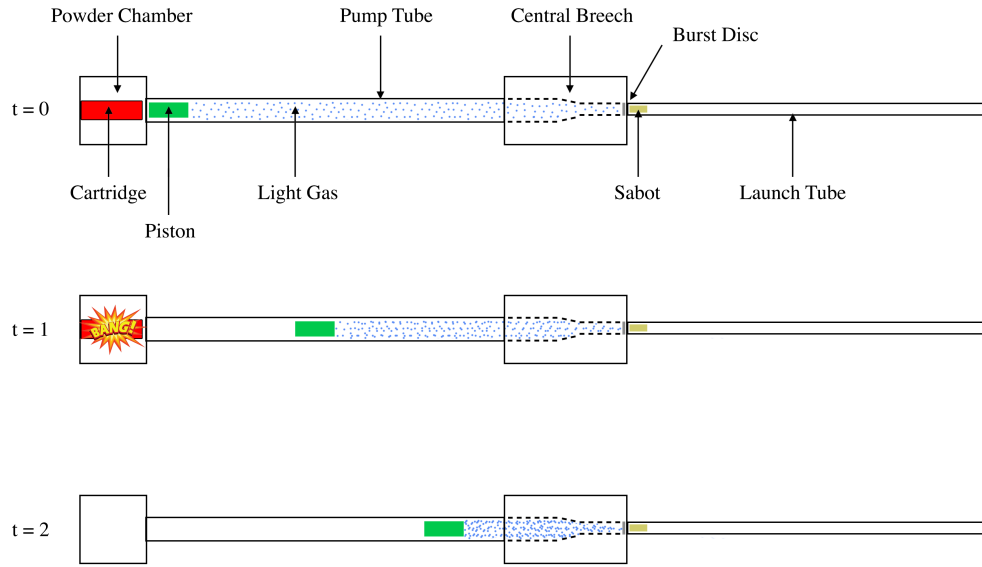 Powder Chamber
Pump Tube
Central Breech
Burst Disc
t=0
Cartridge
Light Gas
Sabot
Launch Tube
Piston
t = 1
BANG!
t = 2